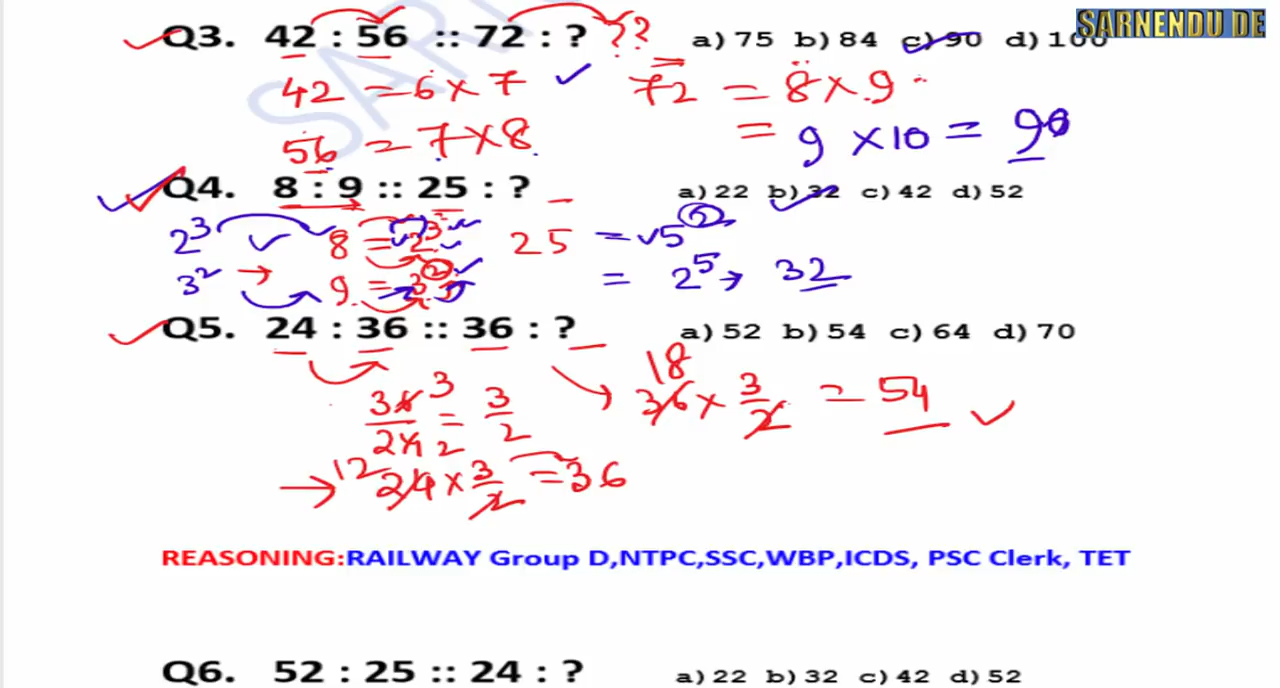 SARNENDU DE
Q3. 42 : 56 :: 72 : ? ?? a) 75 b) 84 c) 90 d) 100
42 = 6 × 7 72 = 8 × 9
56 = 7 × 8 = 9 × 10 = 90
Q4. 8 : 9 :: 25 : ? a) 22 b) 32 c) 42 d) 52
2³ 8 = 2³ 25 = 5²
3² → 9 = 3² = 2⁵ → 32
Q5. 24 : 36 :: 36 : ? a) 52 b) 54 c) 64 d) 70
36/24 = 3/2 18 36 × 3/2 = 54
→ 12 24 × 3/2 = 36
REASONING:RAILWAY Group D,NTPC,SSC,WBP,ICDS, PSC Clerk, TET
Q6. 52 : 25 :: 24 : ? a) 22 b) 32 c) 42 d) 52